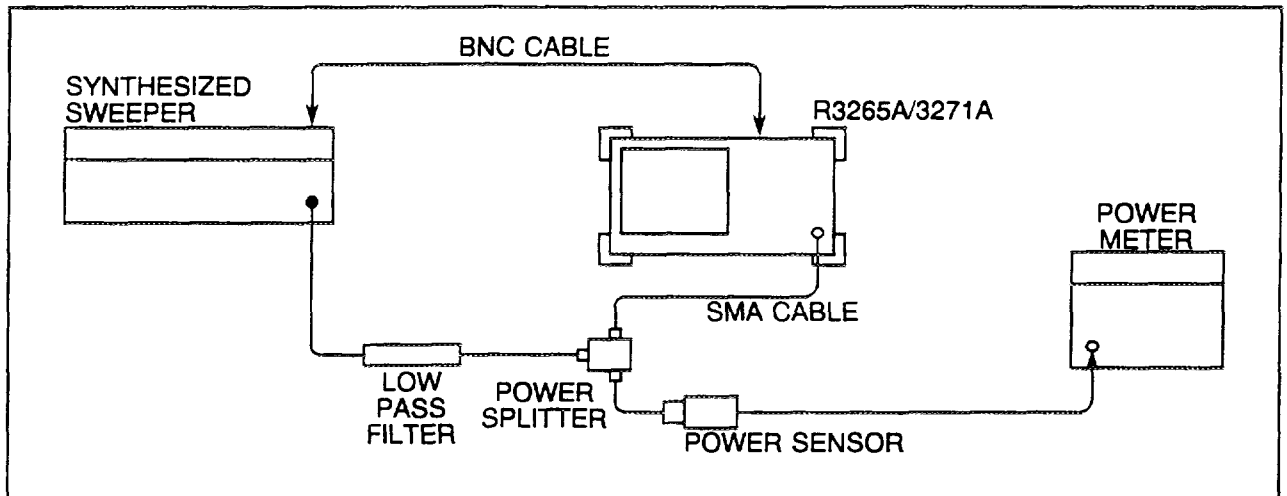 BNC CABLE
SYNTHESIZED
SWEEPER
R3265A/3271A
POWER
METER
SMA CABLE
LOW
PASS
FILTER
POWER
SPLITTER
POWER SENSOR